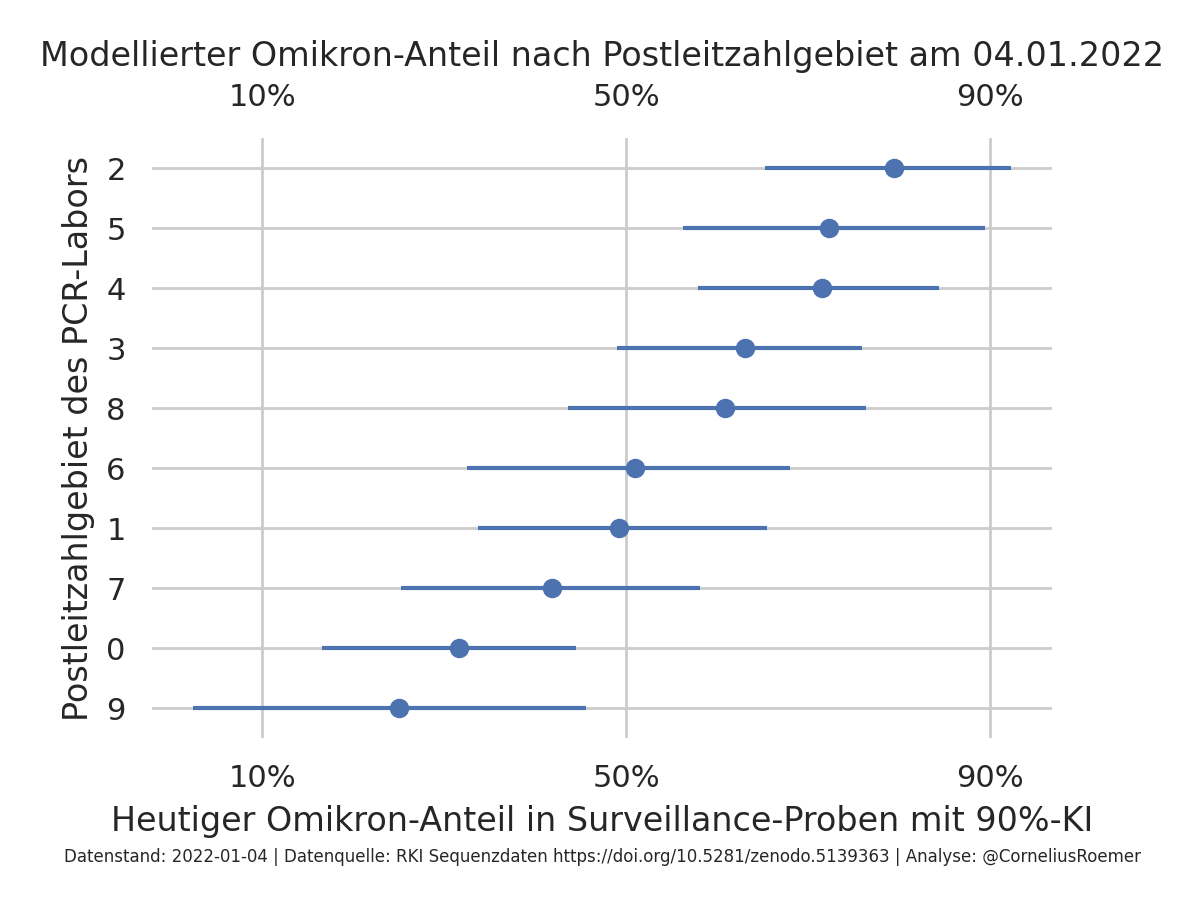 Modellierter Omikron-Anteil nach Postleitzahlgebiet am 04.01.2022
10% 50% 90%
Postleitzahlgebiet des PCR-Labors
2
5
4
3
8
6
1
7
0
9
10% 50% 90%
Heutiger Omikron-Anteil in Surveillance-Proben mit 90%-KI
Datenstand: 2022-01-04 | Datenquelle: RKI Sequenzdaten https://doi.org/10.5281/zenodo.5139363 | Analyse: @CorneliusRoemer